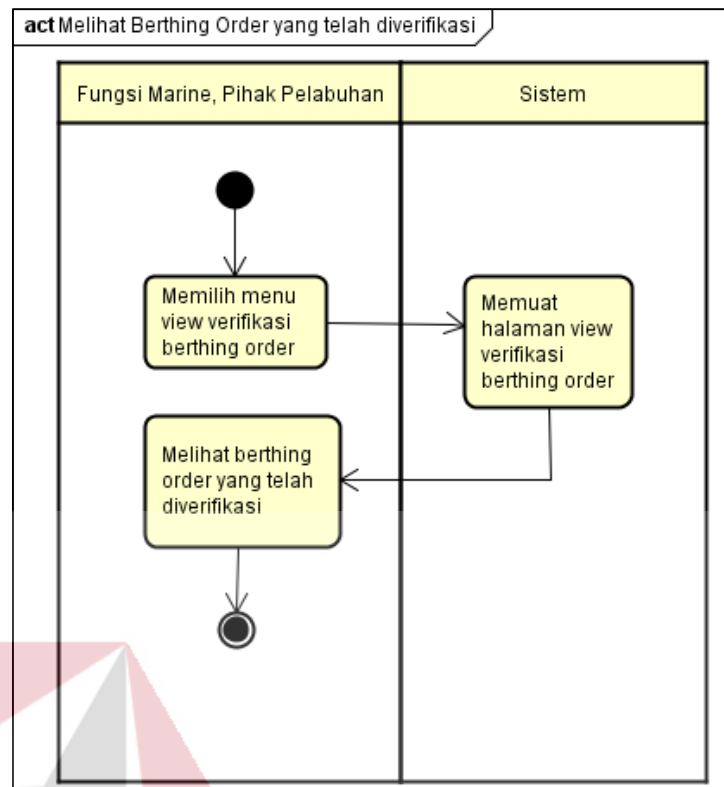 act Melihat Berthing Order yang telah diverifikasi
Fungsi Marine, Pihak Pelabuhan
Sistem
Memilih menu
view verifikasi
berthing order
Memuat
halaman view
verifikasi
berthing order
Melihat berthing
order yang telah
diverifikasi